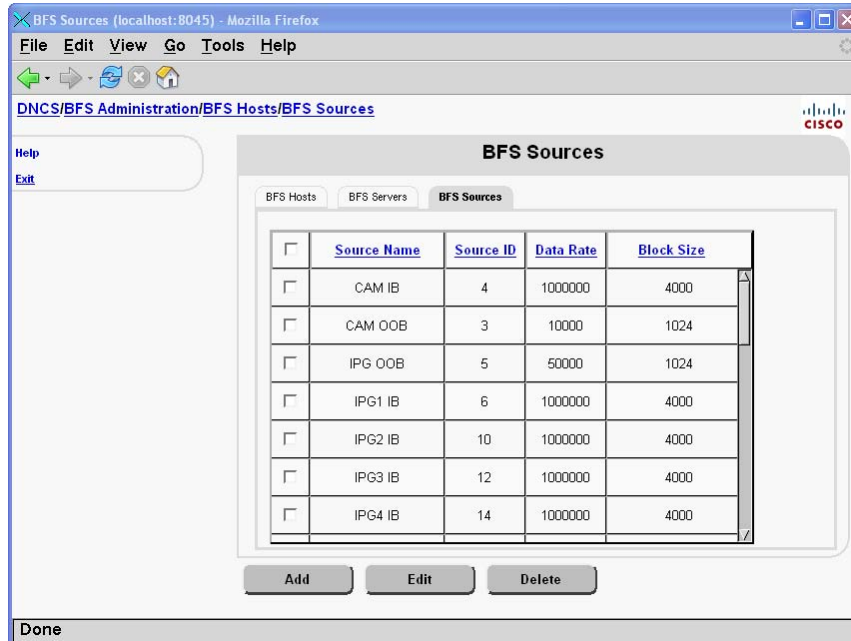 BFS Sources (localhost:8045) - Mozilla Firefox
File Edit View Go Tools Help
DNCS/BFS Administration/BFS Hosts/BFS Sources
CISCO
Help
Exit
BFS Sources
BFS Hosts BFS Servers BFS Sources
Source Name Source ID Data Rate Block Size
CAM IB 4 1000000 4000
CAM OOB 3 10000 1024
IPG OOB 5 50000 1024
IPG1 IB 6 1000000 4000
IPG2 IB 10 1000000 4000
IPG3 IB 12 1000000 4000
IPG4 IB 14 1000000 4000
Add Edit Delete
Done